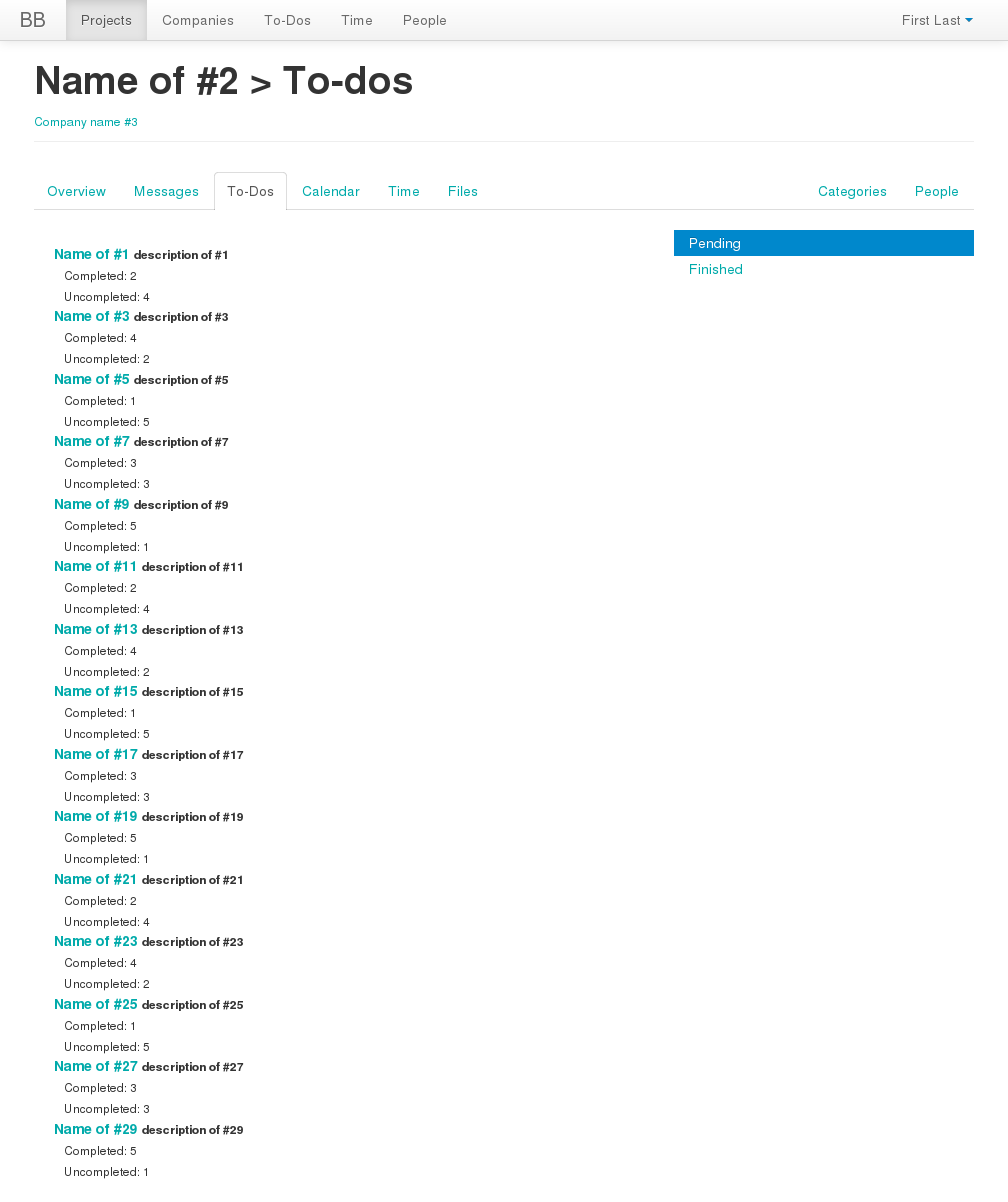 BB Projects Companies To-Dos Time People First Last
Name of #2 > To-dos
Company name #3
Overview Messages To-Dos Calendar Time Files Categories People
Pending
Finished
Name of #1 description of #1
Completed: 2
Uncompleted: 4
Name of #3 description of #3
Completed: 4
Uncompleted: 2
Name of #5 description of #5
Completed: 1
Uncompleted: 5
Name of #7 description of #7
Completed: 3
Uncompleted: 3
Name of #9 description of #9
Completed: 5
Uncompleted: 1
Name of #11 description of #11
Completed: 2
Uncompleted: 4
Name of #13 description of #13
Completed: 4
Uncompleted: 2
Name of #15 description of #15
Completed: 1
Uncompleted: 5
Name of #17 description of #17
Completed: 3
Uncompleted: 3
Name of #19 description of #19
Completed: 5
Uncompleted: 1
Name of #21 description of #21
Completed: 2
Uncompleted: 4
Name of #23 description of #23
Completed: 4
Uncompleted: 2
Name of #25 description of #25
Completed: 1
Uncompleted: 5
Name of #27 description of #27
Completed: 3
Uncompleted: 3
Name of #29 description of #29
Completed: 5
Uncompleted: 1